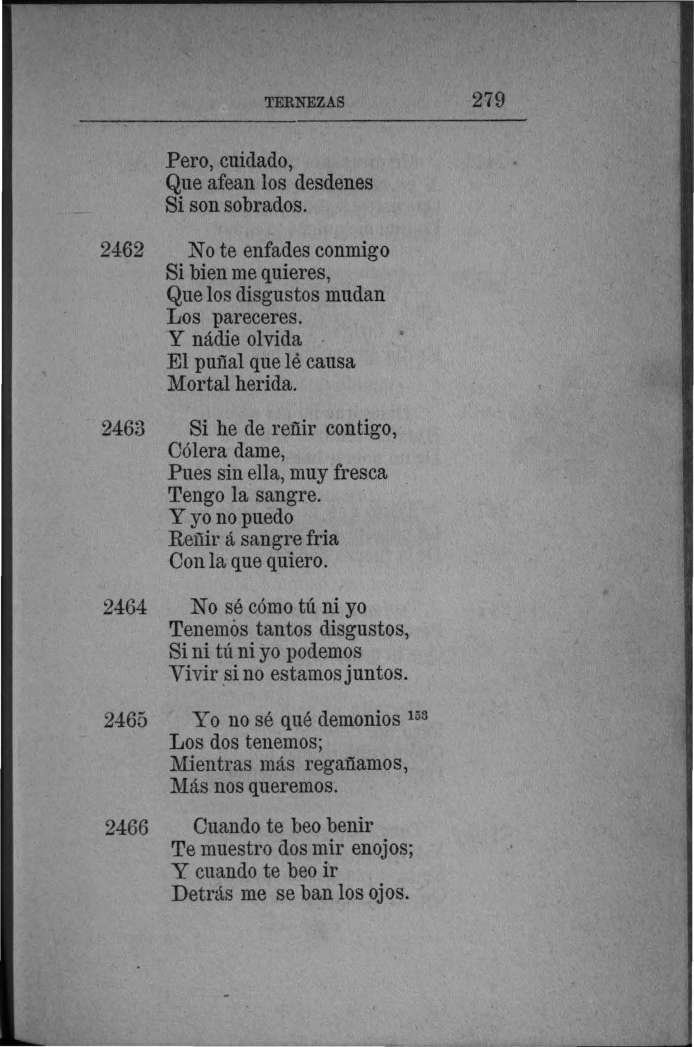 TERNEZAS 279
Pero, cuidado,
Que afean los desdenes
Si son sobrados.
2462 No te enfades conmigo
Si bien me quieres,
Que los disgustos mudan
Los pareceres.
Y nádie olvida
El puñal que lé causa
Mortal herida.
2463 Si he de reñir contigo,
Cólera dame,
Pues sin ella, muy fresca
Tengo la sangre.
Y yo no puedo
Reñir á sangre fria
Con la que quiero.
2464 No sé cómo tú ni yo
Tenemos tantos disgustos,
Si ni tú ni yo podemos
Vivir si no estamos juntos.
2465 Yo no sé qué demonios 153
Los dos tenemos;
Mientras más regañamos,
Más nos queremos.
2466 Cuando te beo benir
Te muestro dos mir enojos;
Y cuando te beo ir
Detrás me se ban los ojos.